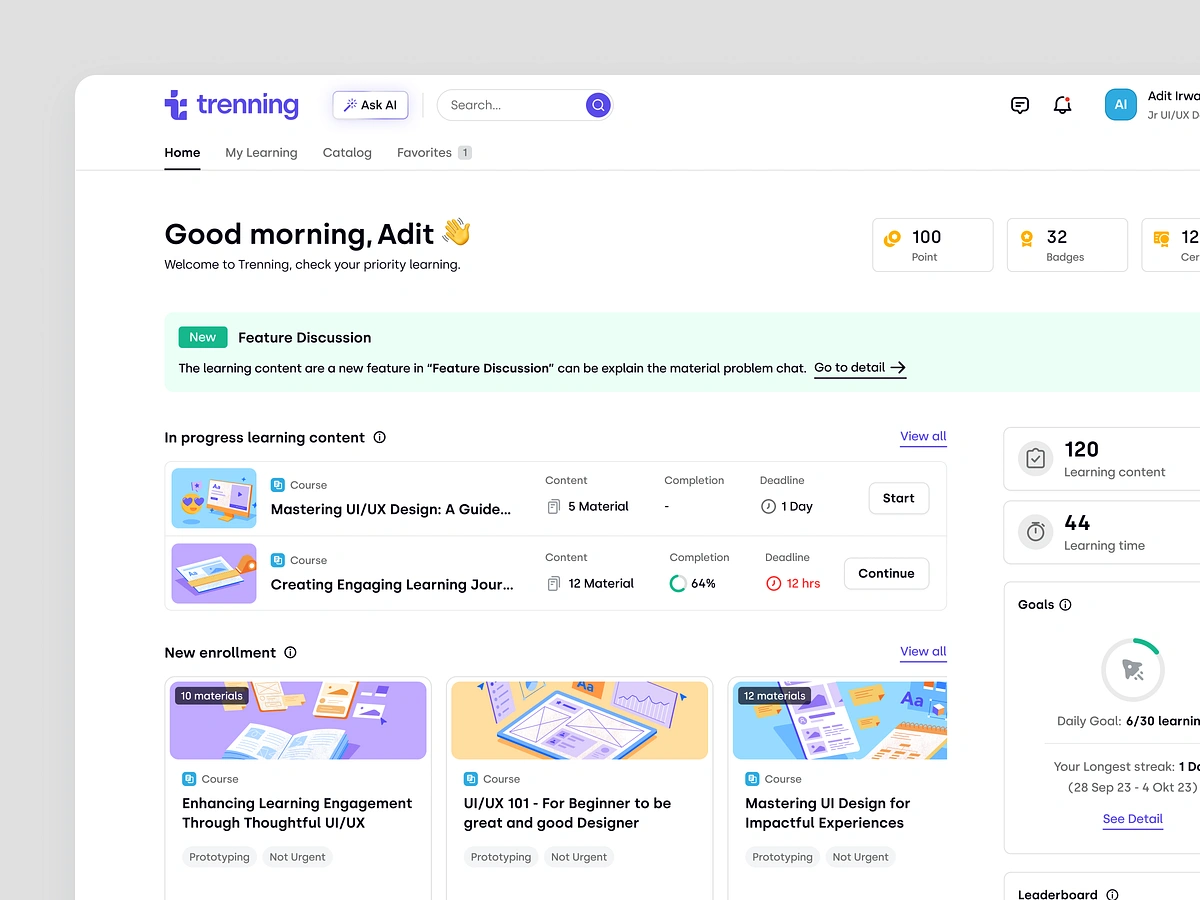 trenning
Ask AI
Search...
AI
Adit Irwa
Jr UI/UX D
Home
My Learning
Catalog
Favorites 1
Good morning, Adit 👋
Welcome to Trenning, check your priority learning.
100
Point
32
Badges
12
Cer
New
Feature Discussion
The learning content are a new feature in “Feature Discussion” can be explain the material problem chat. Go to detail →
In progress learning content
View all
Course
Mastering UI/UX Design: A Guide...
Content
5 Material
Completion
-
Deadline
1 Day
Start
Course
Creating Engaging Learning Jour...
Content
12 Material
Completion
64%
Deadline
12 hrs
Continue
New enrollment
View all
10 materials
Course
Enhancing Learning Engagement
Through Thoughtful UI/UX
Prototyping
Not Urgent
Aa
Course
UI/UX 101 - For Beginner to be
great and good Designer
Prototyping
Not Urgent
12 materials
Aa
Course
Mastering UI Design for
Impactful Experiences
Prototyping
Not Urgent
120
Learning content
44
Learning time
Goals
Daily Goal: 6/30 learnin
Your Longest streak: 1 Da
(28 Sep 23 - 4 Okt 23)
See Detail
Leaderboard